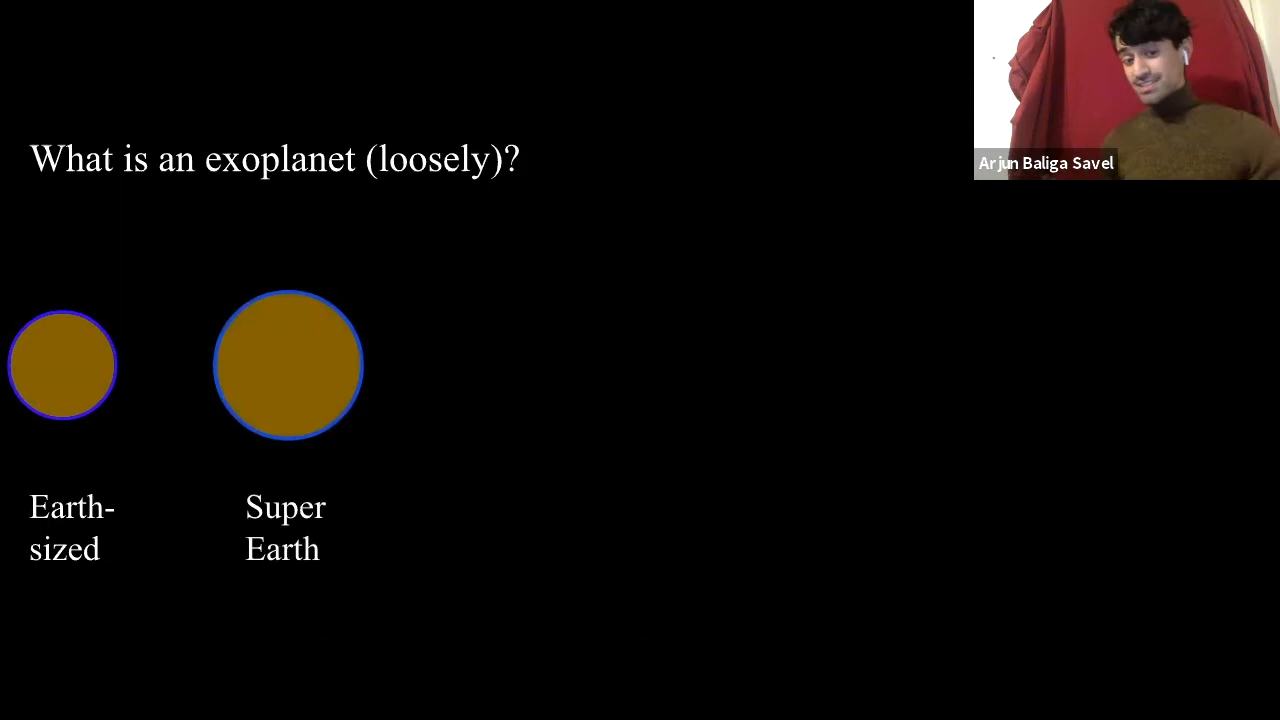 What is an exoplanet (loosely)?
Arjun Baliga Savel
Earth-
sized
Super
Earth